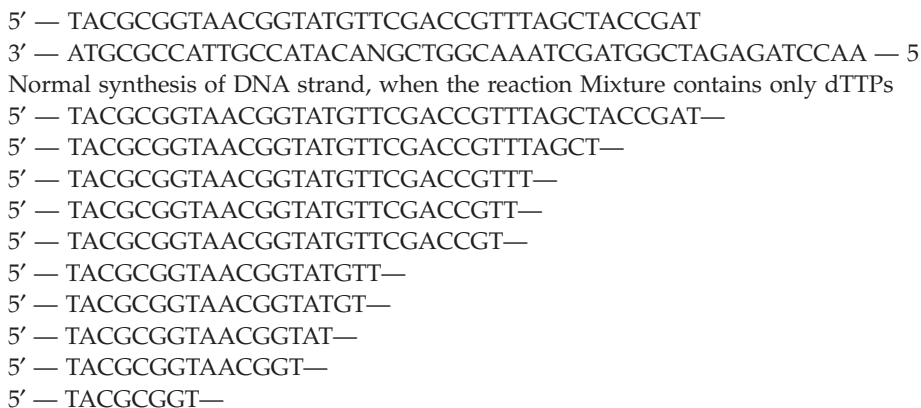 5′ — TACGCGGTAACGGTATGTTCGACCGTTTAGCTACCGAT
3′ — ATGCGCCATTGCCATACANGCTGGCAAATCGATGGCTAGAGATCCAA — 5
Normal synthesis of DNA strand, when the reaction Mixture contains only dTTPs
5′ — TACGCGGTAACGGTATGTTCGACCGTTTAGCTACCGAT—
5′ — TACGCGGTAACGGTATGTTCGACCGTTTAGCT—
5′ — TACGCGGTAACGGTATGTTCGACCGTTT—
5′ — TACGCGGTAACGGTATGTTCGACCGTT—
5′ — TACGCGGTAACGGTATGTTCGACCGT—
5′ — TACGCGGTAACGGTATGTT—
5′ — TACGCGGTAACGGTATGT—
5′ — TACGCGGTAACGGTAT—
5′ — TACGCGGTAACGGT—
5′ — TACGCGGT—